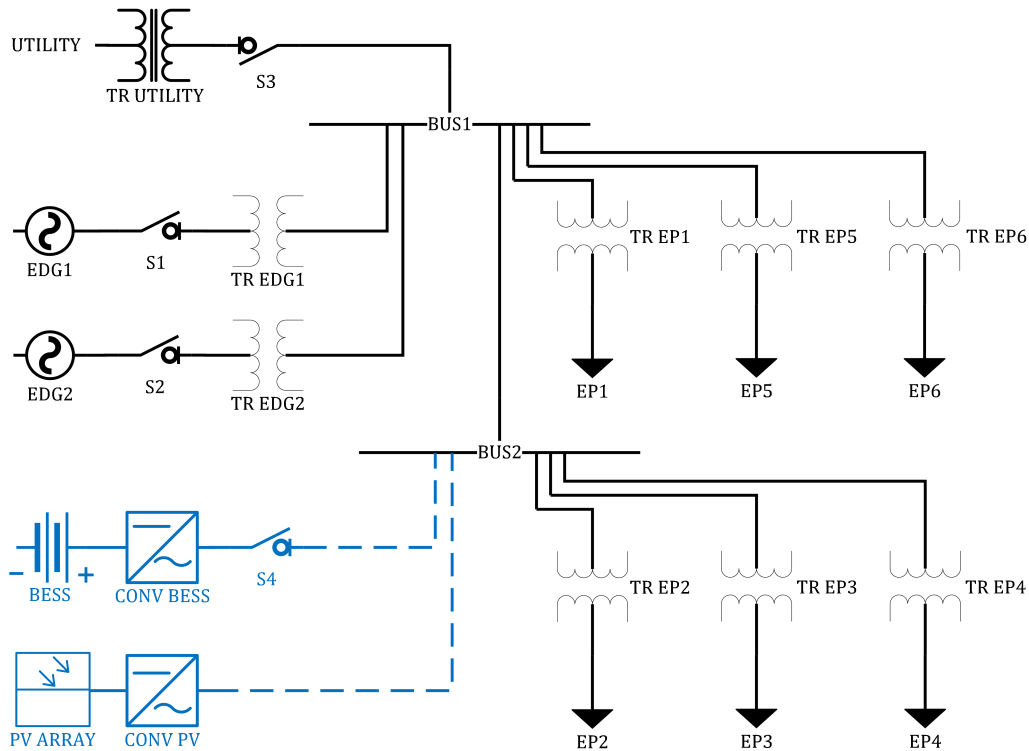 UTILITY
TR UTILITY
S3
BUS1
EDG1
S1
TR EDG1
TR EP1
TR EP5
TR EP6
EDG2
S2
TR EDG2
EP1
EP5
EP6
BUS2
BESS
CONV BESS
S4
TR EP2
TR EP3
TR EP4
PV ARRAY
CONV PV
EP2
EP3
EP4